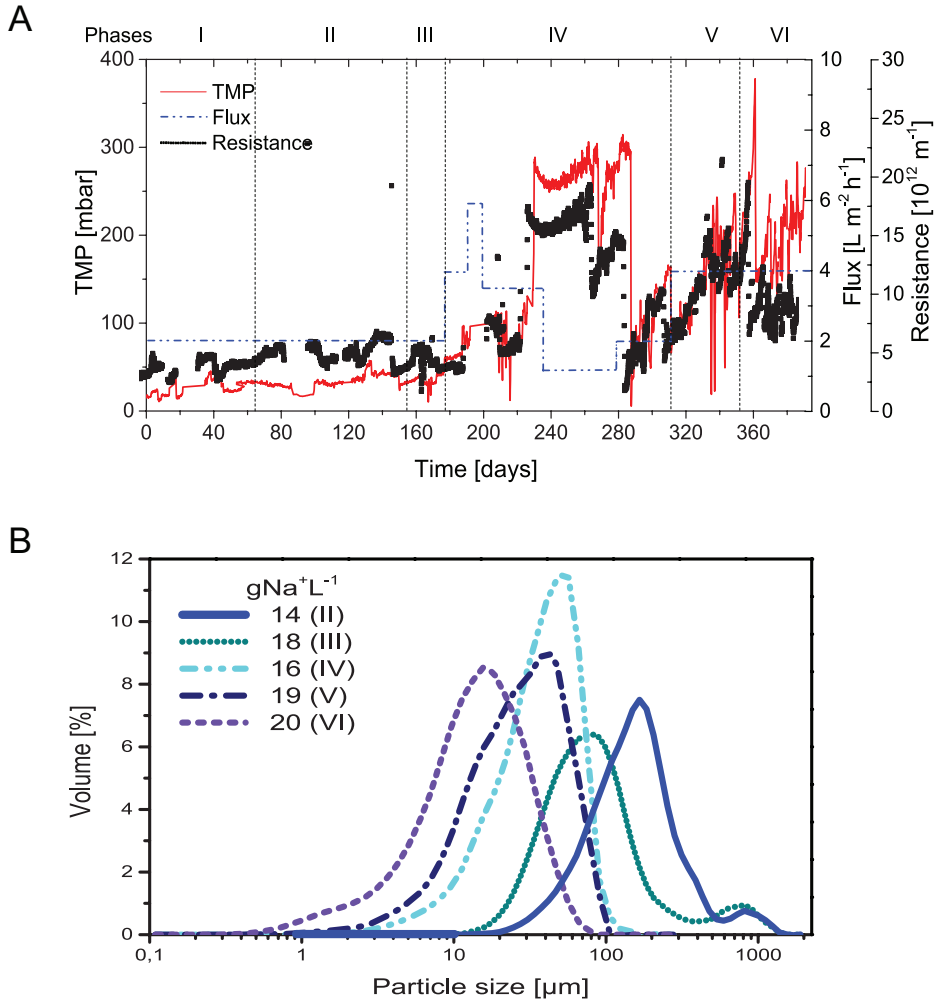 A
Phases I II III IV V VI
400 10 30
TMP
Flux
Resistance
300 8 25
20
6
200 15
4
100 10
2 5
0 0 0
0 40 80 120 160 200 240 280 320 360
TMP [mbar]
Flux [L m-2 h-1]
Resistance [10^12 m-1]
Time [days]
B
12
10
8
6
4
2
0
gNa+L-1
14 (II)
18 (III)
16 (IV)
19 (V)
20 (VI)
Volume [%]
0,1 1 10 100 1000
Particle size [µm]